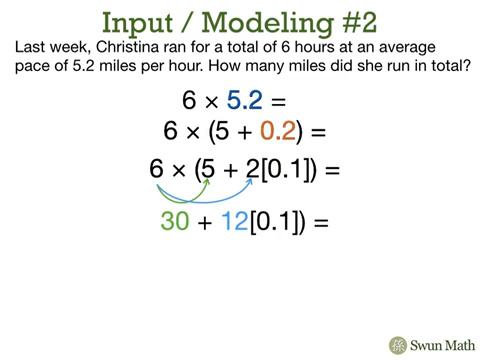 Input / Modeling #2
Last week, Christina ran for a total of 6 hours at an average
pace of 5.2 miles per hour. How many miles did she run in total?
6 × 5.2 =
6 × (5 + 0.2) =
6 × (5 + 2[0.1]) =
30 + 12[0.1]) =
Swun Math